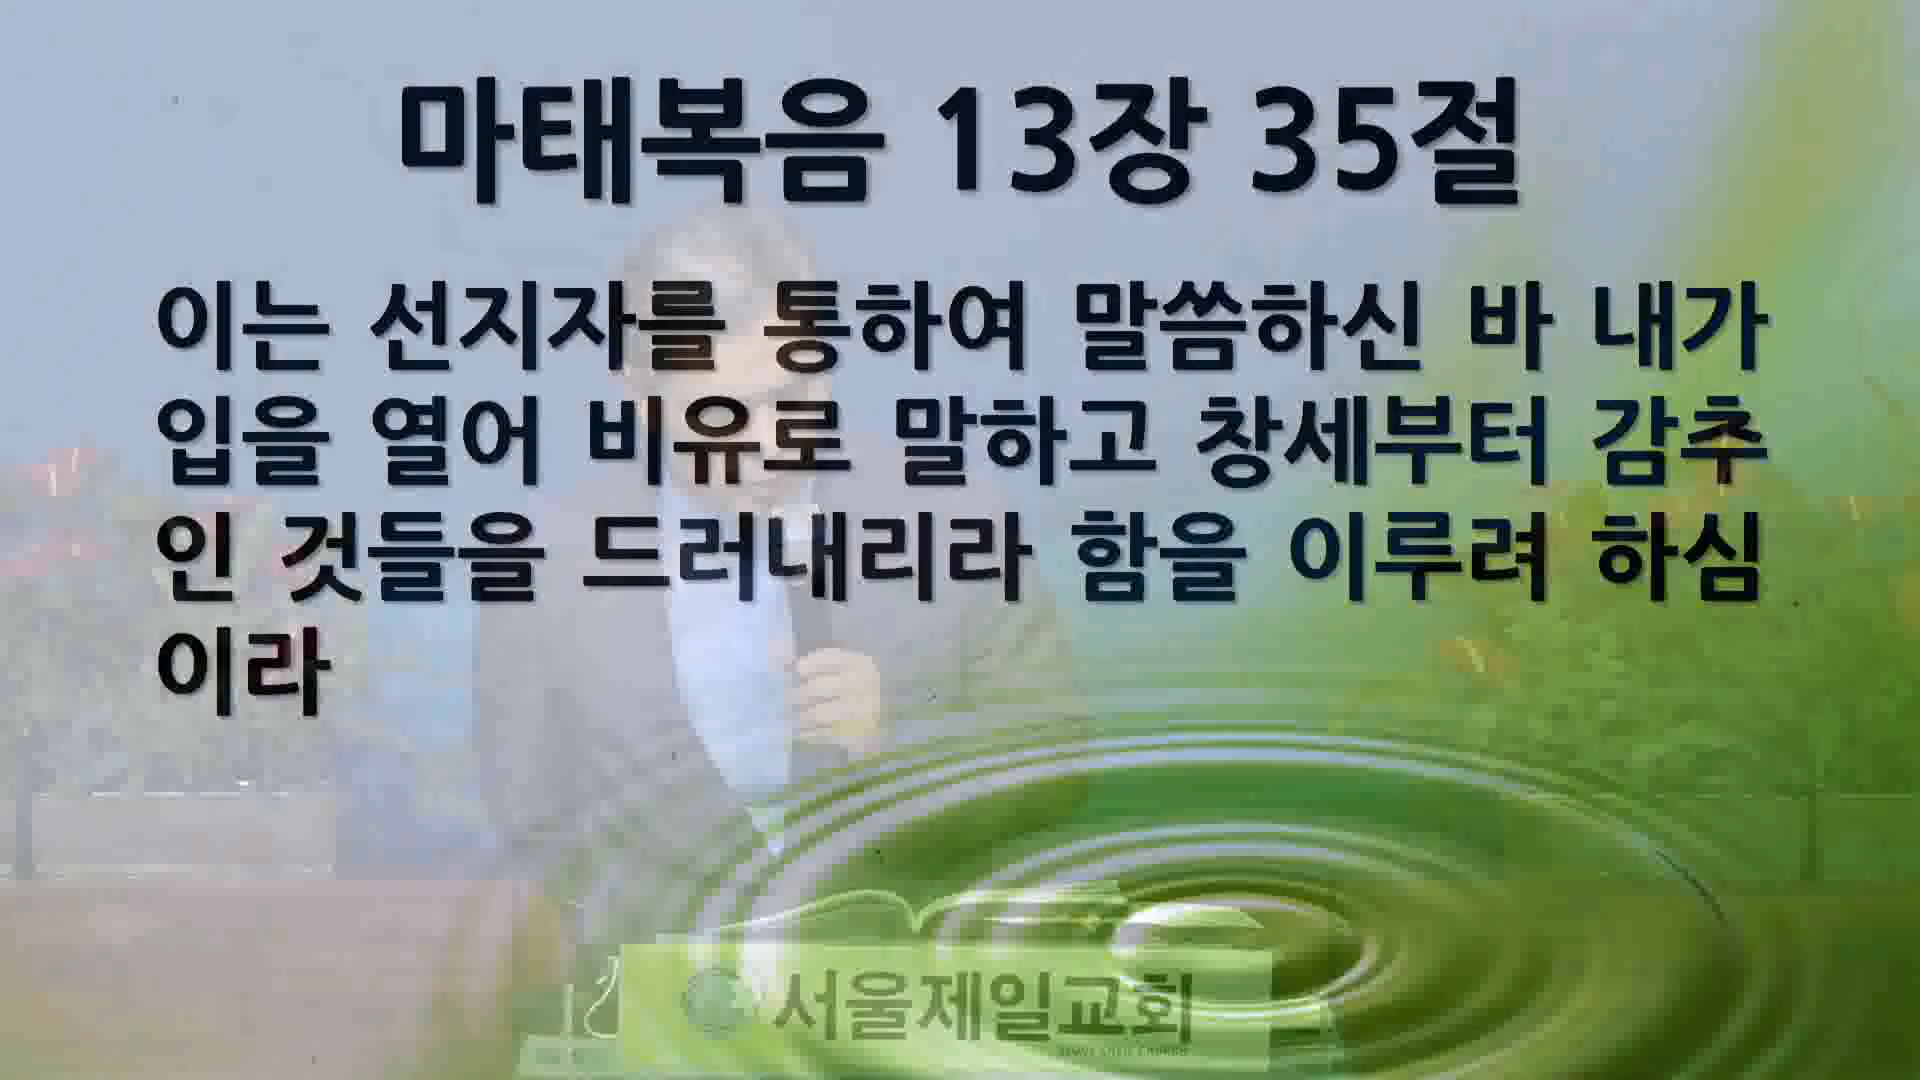 마태복음 13장 35절
이는 선지자를 통하여 말씀하신 바 내가
입을 열어 비유로 말하고 창세부터 감추
인 것들을 드러내리라 함을 이루려 하심
이라
서울제일교회